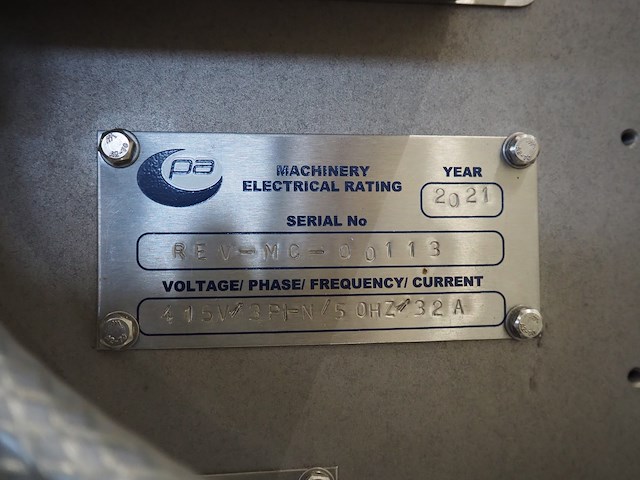 pa
MACHINERY
ELECTRICAL RATING
YEAR
2021
SERIAL No
REV-MC-00113
VOLTAGE/ PHASE/ FREQUENCY/ CURRENT
415V/3PH-N/50HZ/32A